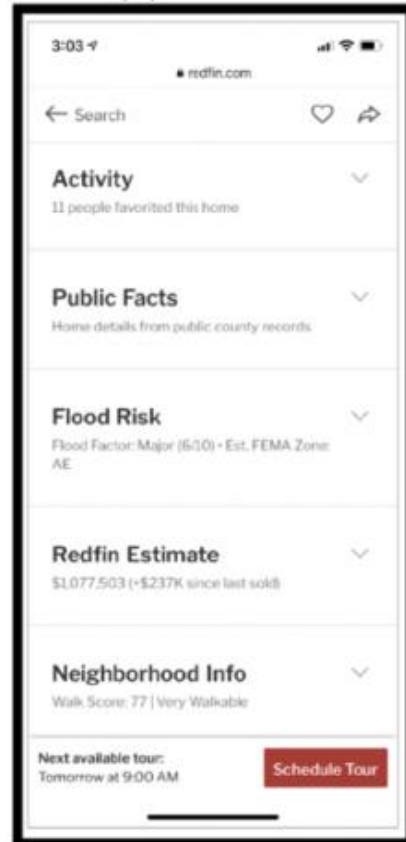 3:03
redfin.com
← Search
Activity
11 people favorited this home
Public Facts
Home details from public county records
Flood Risk
Flood Factor: Major (6/10) • Est. FEMA Zone:
AE
Redfin Estimate
$1,077,503 (+$237K since last sold)
Neighborhood Info
Walk Score: 77 | Very Walkable
Next available tour:
Tomorrow at 9:00 AM
Schedule Tour